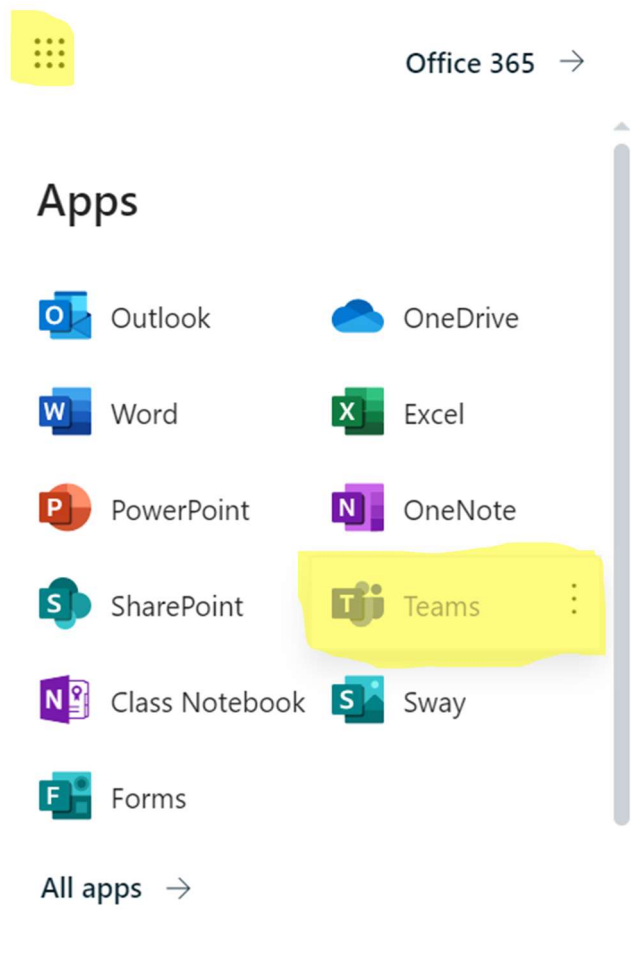 Office 365 →
Apps
Outlook OneDrive
Word Excel
PowerPoint OneNote
SharePoint Teams
Class Notebook Sway
Forms
All apps →